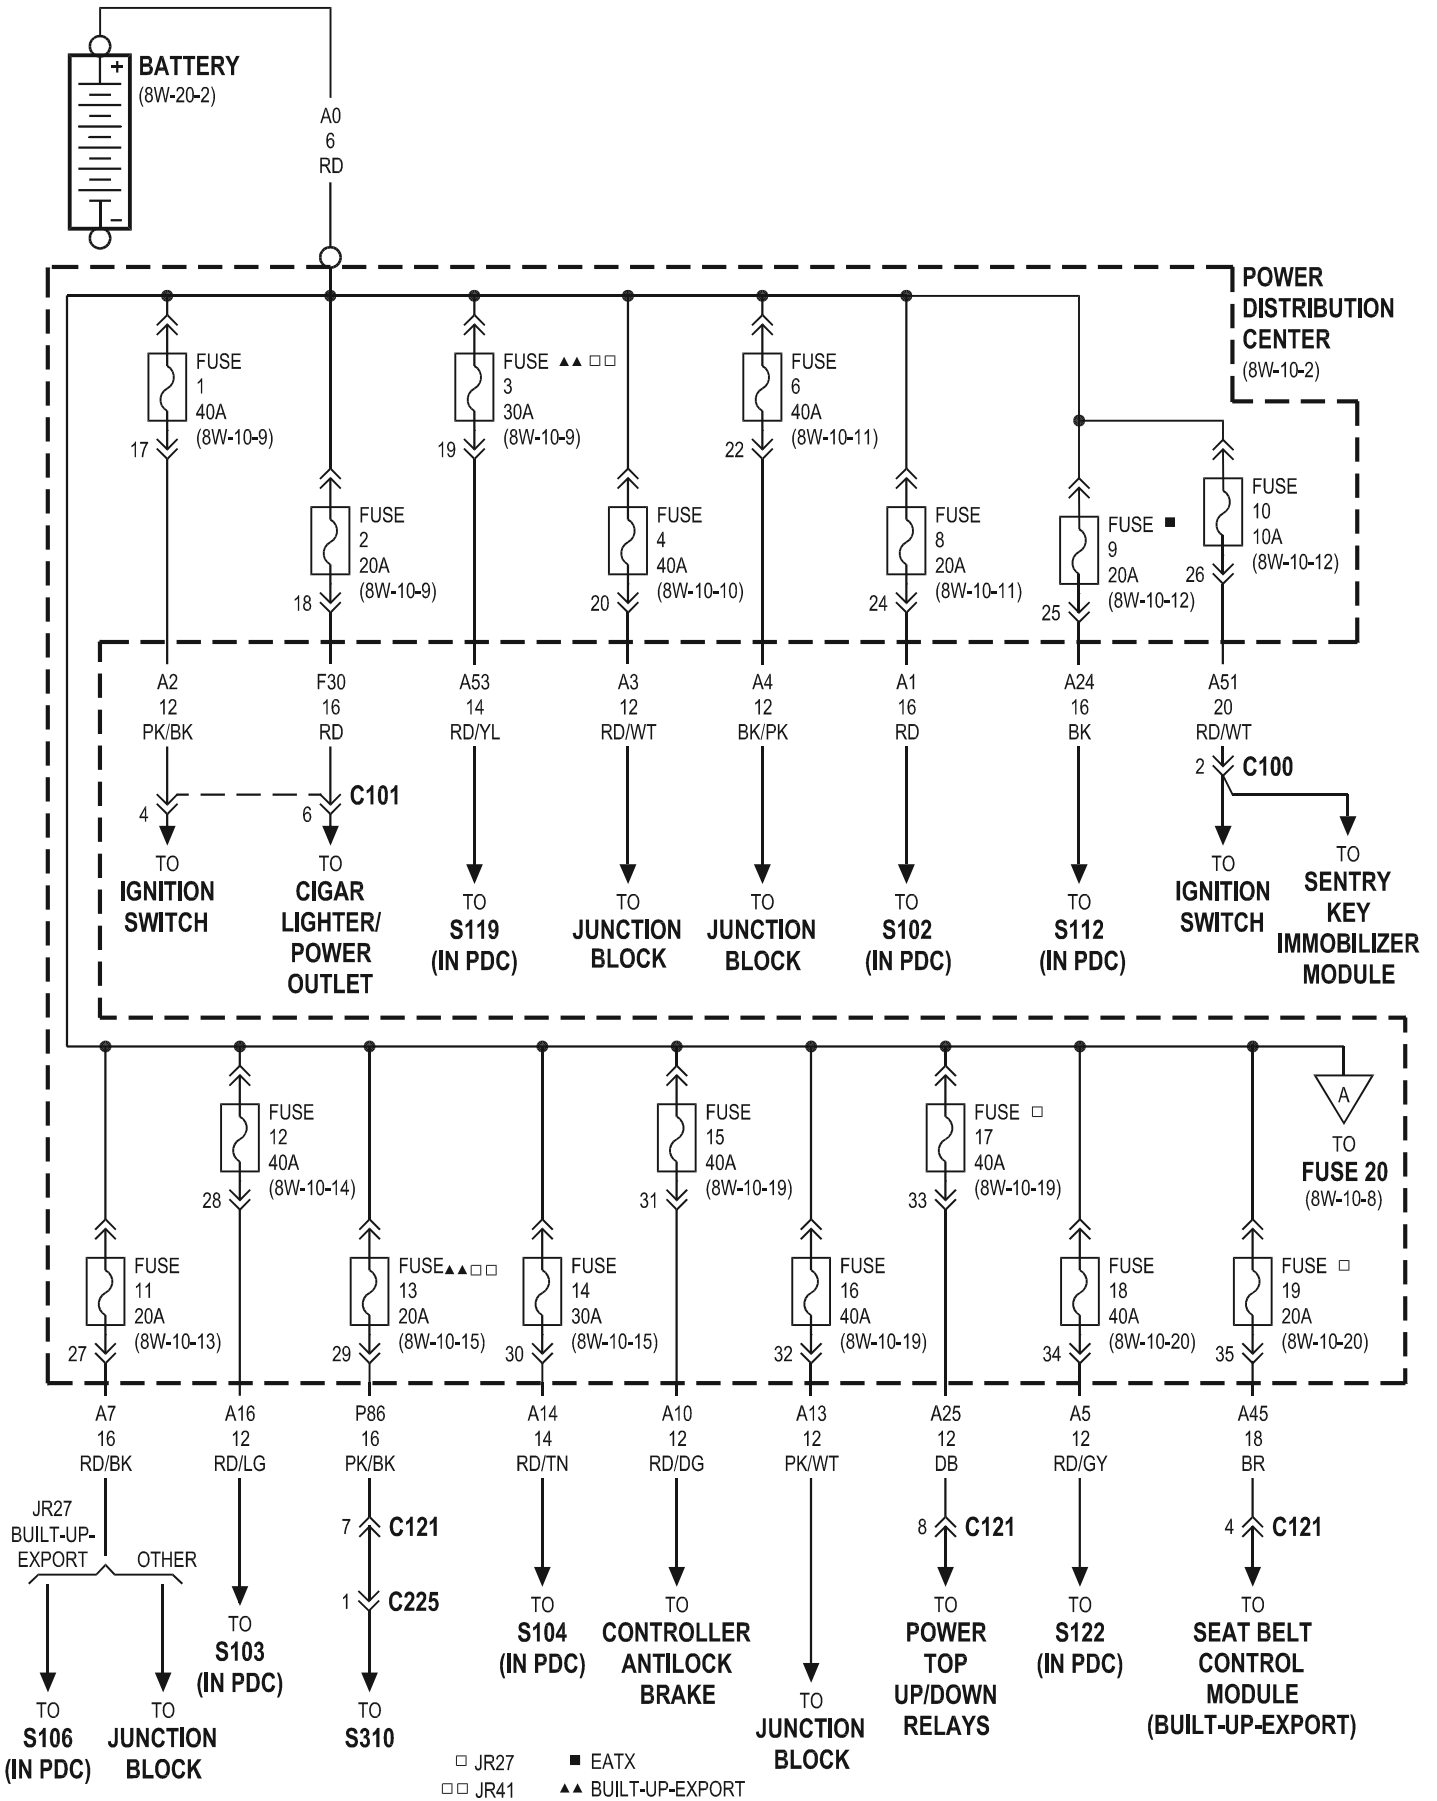 +
BATTERY
(8W-20-2)
−
A0
6
RD
POWER
DISTRIBUTION
CENTER
(8W-10-2)
FUSE
1
40A
(8W-10-9)
17
FUSE
2
20A
(8W-10-9)
18
FUSE ▲▲ □ □
3
30A
(8W-10-9)
19
FUSE
4
40A
(8W-10-10)
20
FUSE
6
40A
(8W-10-11)
22
FUSE
8
20A
(8W-10-11)
24
FUSE ■
9
20A
(8W-10-12)
25
FUSE
10
10A
(8W-10-12)
26
A2
12
PK/BK
4
TO
IGNITION
SWITCH
F30
16
RD
6
C101
TO
CIGAR
LIGHTER/
POWER
OUTLET
A53
14
RD/YL
TO
S119
(IN PDC)
A3
12
RD/WT
TO
JUNCTION
BLOCK
A4
12
BK/PK
TO
JUNCTION
BLOCK
A1
16
RD
TO
S102
(IN PDC)
A24
16
BK
TO
S112
(IN PDC)
A51
20
RD/WT
2
C100
TO
IGNITION
SWITCH
TO
SENTRY
KEY
IMMOBILIZER
MODULE
FUSE
11
20A
(8W-10-13)
27
FUSE
12
40A
(8W-10-14)
28
FUSE▲▲□ □
13
20A
(8W-10-15)
29
FUSE
14
30A
(8W-10-15)
30
FUSE
15
40A
(8W-10-19)
31
FUSE
16
40A
(8W-10-19)
32
FUSE □
17
40A
(8W-10-19)
33
FUSE
18
40A
(8W-10-20)
34
FUSE □
19
20A
(8W-10-20)
35
A
TO
FUSE 20
(8W-10-8)
A7
16
RD/BK
JR27
BUILT-UP-
EXPORT
OTHER
TO
S106
(IN PDC)
TO
JUNCTION
BLOCK
A16
12
RD/LG
TO
S103
(IN PDC)
P86
16
PK/BK
7
C121
1
C225
TO
S310
A14
14
RD/TN
TO
S104
(IN PDC)
A10
12
RD/DG
TO
CONTROLLER
ANTILOCK
BRAKE
A13
12
PK/WT
TO
JUNCTION
BLOCK
A25
12
DB
8
C121
TO
POWER
TOP
UP/DOWN
RELAYS
A5
12
RD/GY
TO
S122
(IN PDC)
A45
18
BR
4
C121
TO
SEAT BELT
CONTROL
MODULE
(BUILT-UP-EXPORT)
□ JR27
■ EATX
□□ JR41
▲▲ BUILT-UP-EXPORT